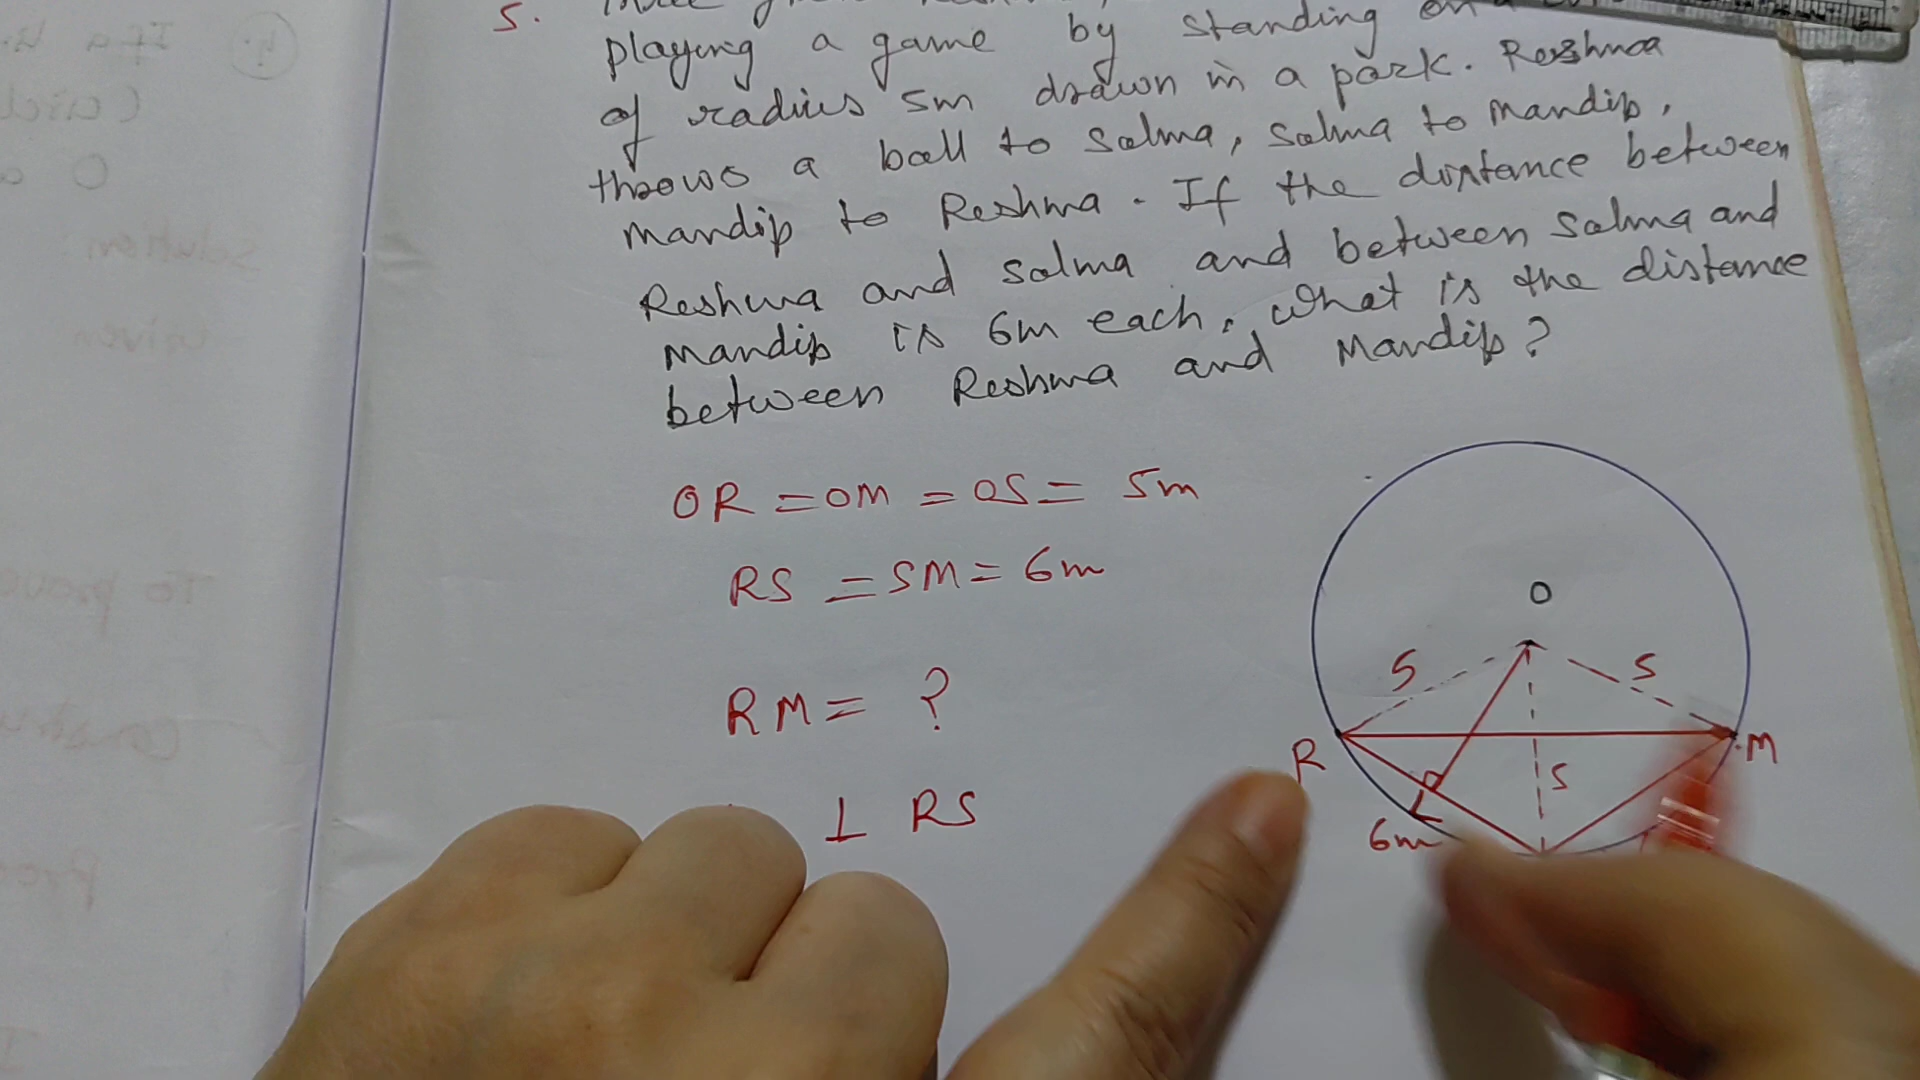 5.
playing a game by standing on a
of radius 5m drawn in a park. Reshma
throws a ball to Salma, Salma to Mandip,
Mandip to Reshma. If the distance between
Reshma and Salma and between Salma and
Mandip is 6m each, what is the distance
between Reshma and Mandip?
OR = OM = OS = 5m
RS = SM = 6m
RM = ?
⊥ RS
O
5
5
R
M
5
6m